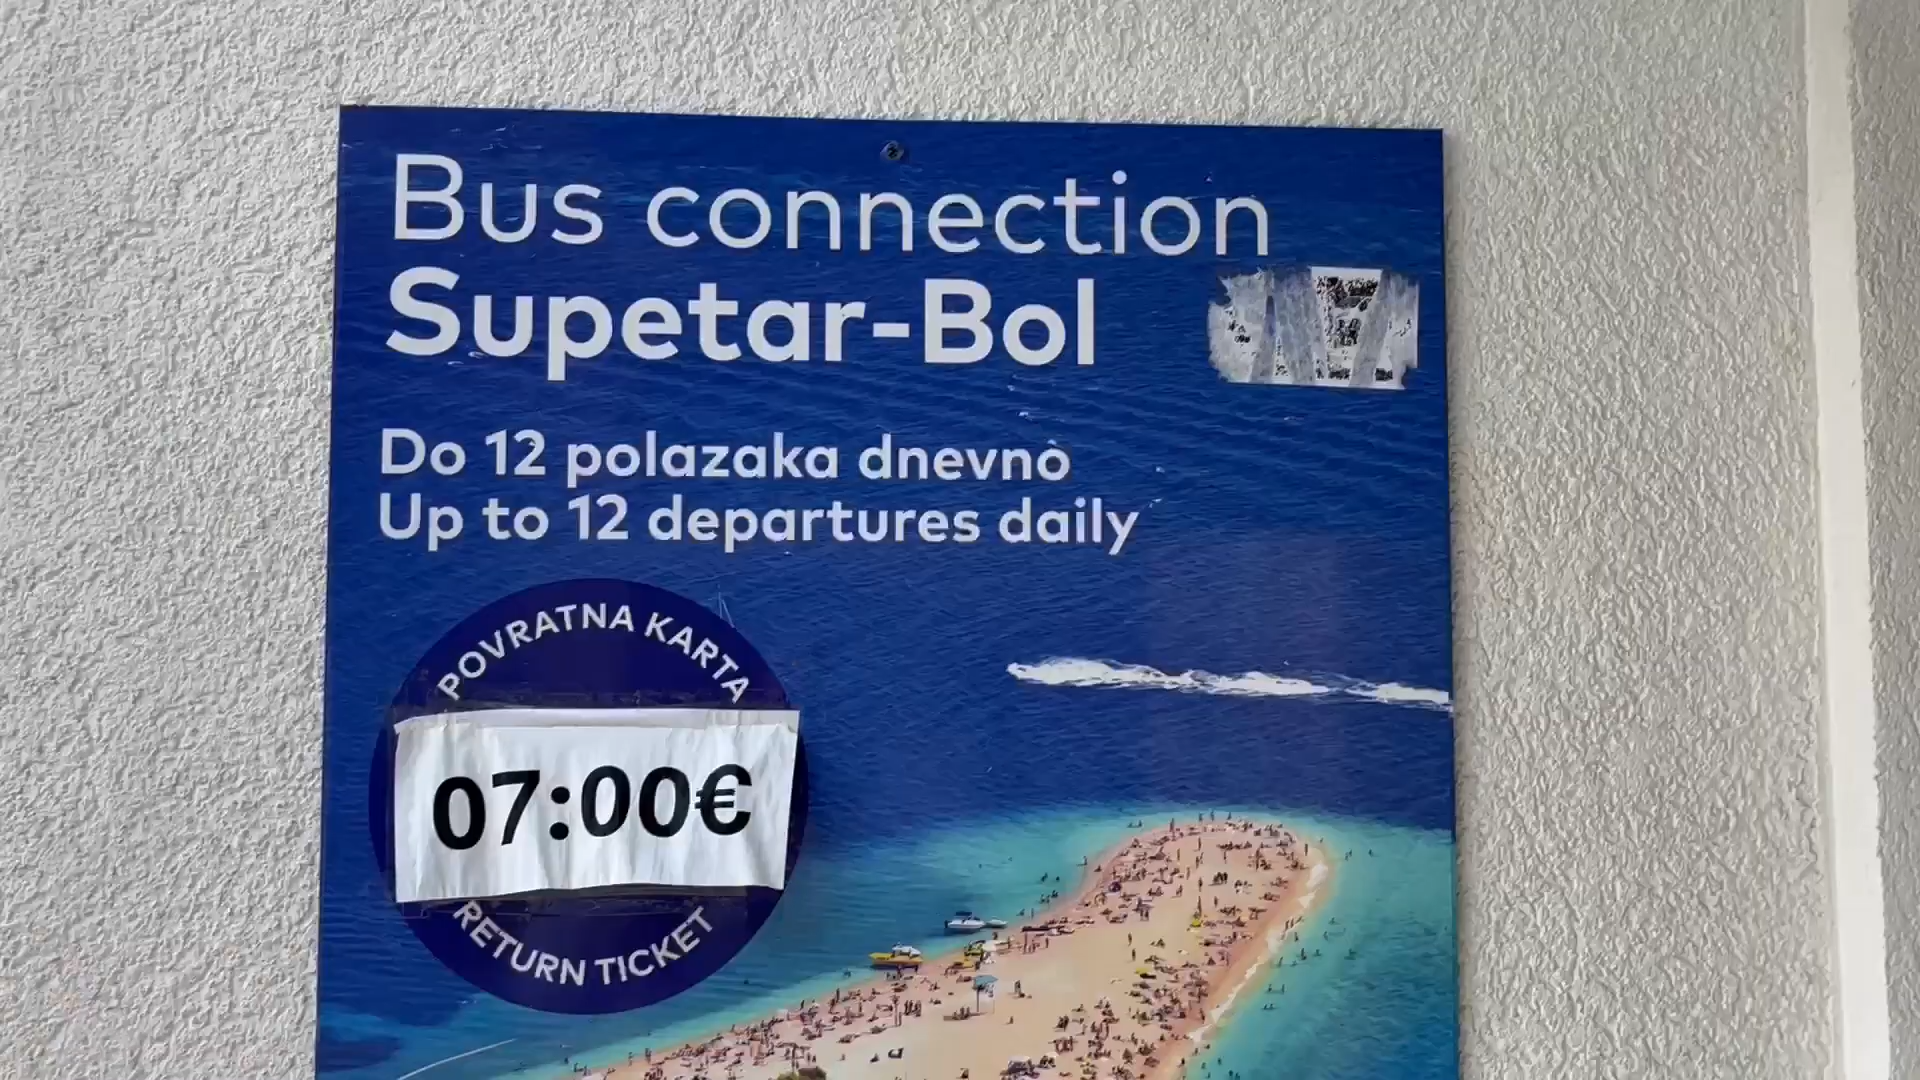 Bus connection
Supetar-Bol
Do 12 polazaka dnevno
Up to 12 departures daily
POVRATNA KARTA
07:00€
RETURN TICKET